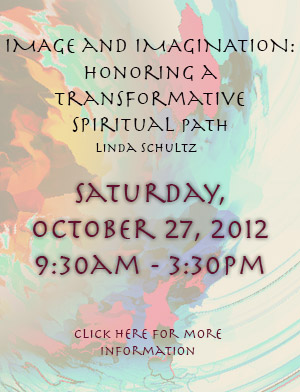 IMAGE AND IMAGINATION:
HONORING A
TRANSFORMATIVE
SPIRITUAL PATH
LINDA SCHULTZ
SATURDAY,
OCTOBER 27, 2012
9:30AM - 3:30PM
CLICK HERE FOR MORE
INFORMATION